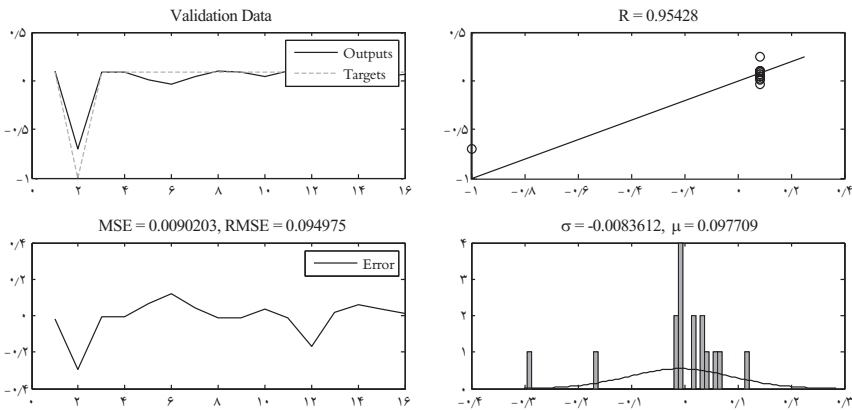 Validation Data
۰/۵
۰
-۰/۵
-۱
Outputs
Targets
۰ ۲ ۴ ۶ ۸ ۱۰ ۱۲ ۱۴ ۱۶
R = 0.95428
۰/۵
۰
-۰/۵
-۱
-۱ -۰/۸ -۰/۶ -۰/۴ -۰/۲ ۰ ۰/۲ ۰/۴
MSE = 0.0090203, RMSE = 0.094975
۰/۴
۰/۲
۰
-۰/۲
-۰/۴
Error
۰ ۲ ۴ ۶ ۸ ۱۰ ۱۲ ۱۴ ۱۶
σ = -0.0083612, μ = 0.097709
۴
۳
۲
۱
۰
-۰/۴ -۰/۳ -۰/۲ -۰/۱ ۰ ۰/۱ ۰/۲ ۰/۳